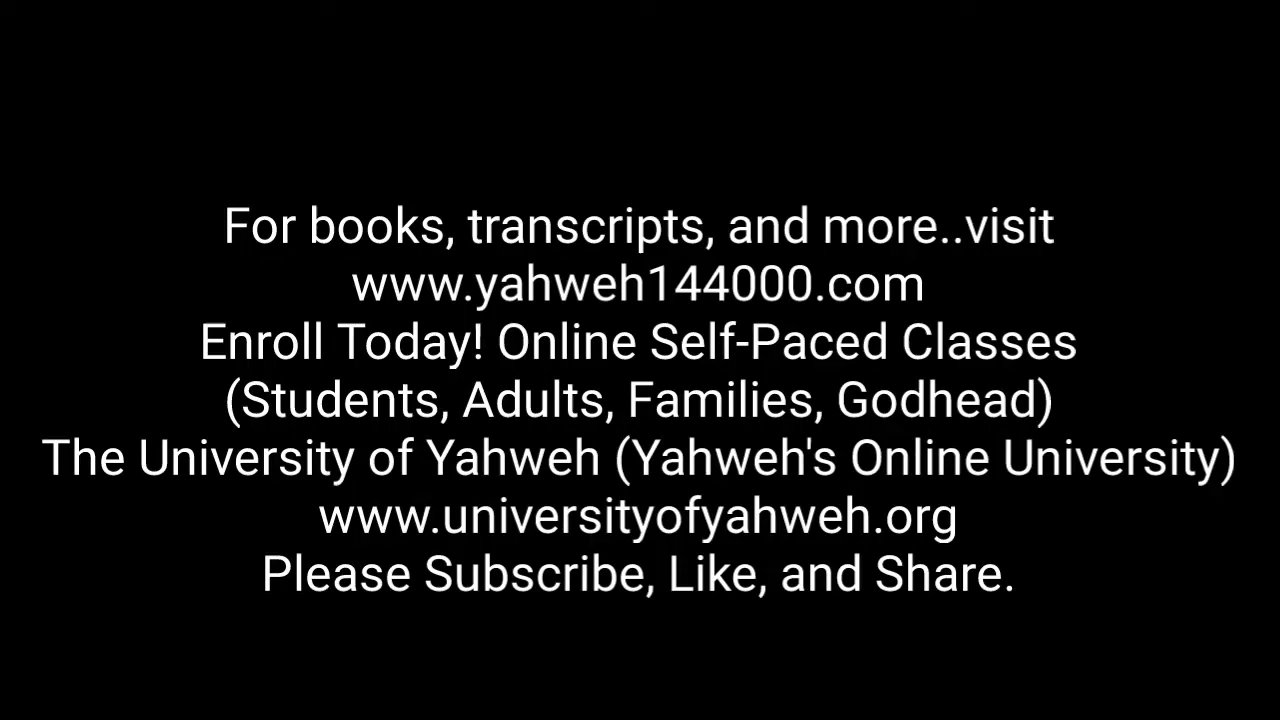 For books, transcripts, and more..visit
www.yahweh144000.com
Enroll Today! Online Self-Paced Classes
(Students, Adults, Families, Godhead)
The University of Yahweh (Yahweh's Online University)
www.universityofyahweh.org
Please Subscribe, Like, and Share.